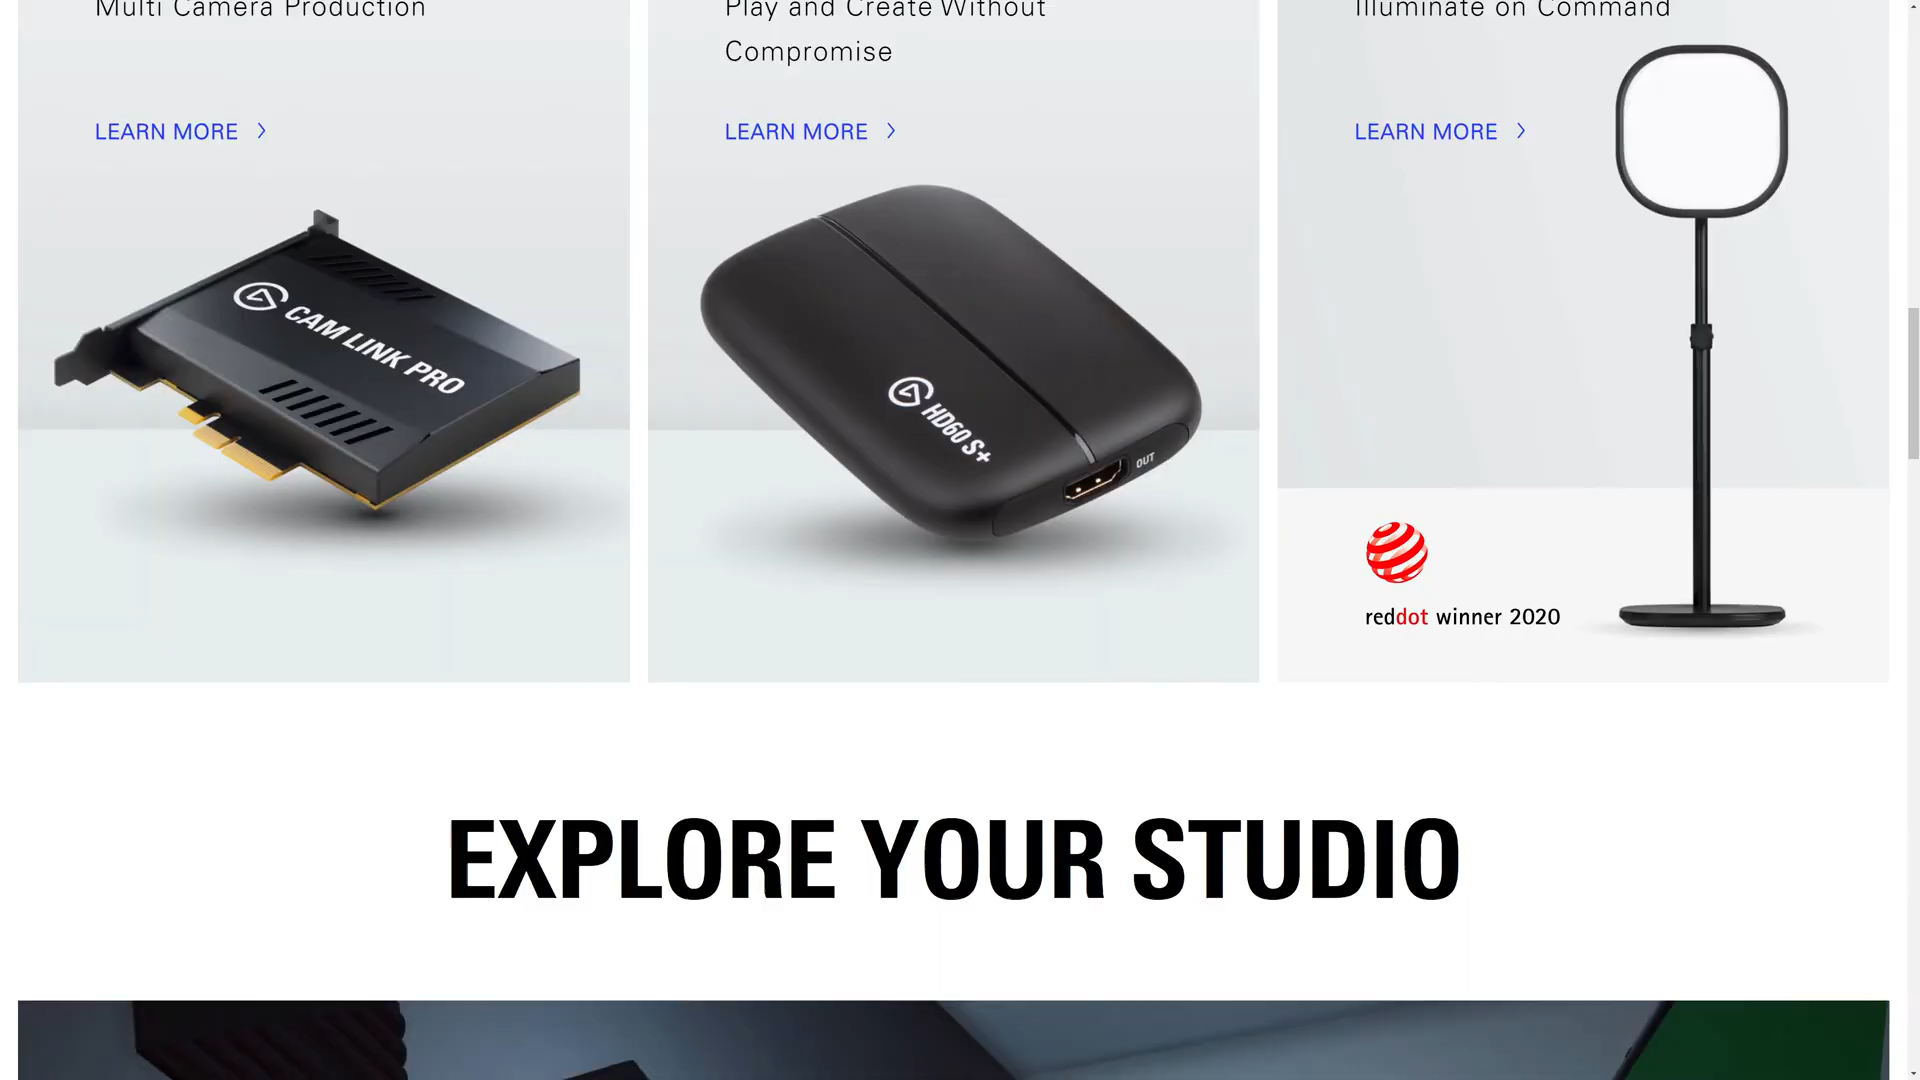 Multi Camera Production
Play and Create Without
Compromise
Illuminate on Command
LEARN MORE
LEARN MORE
LEARN MORE
CAM LINK PRO
HD60 S+
OUT
reddot winner 2020
EXPLORE YOUR STUDIO